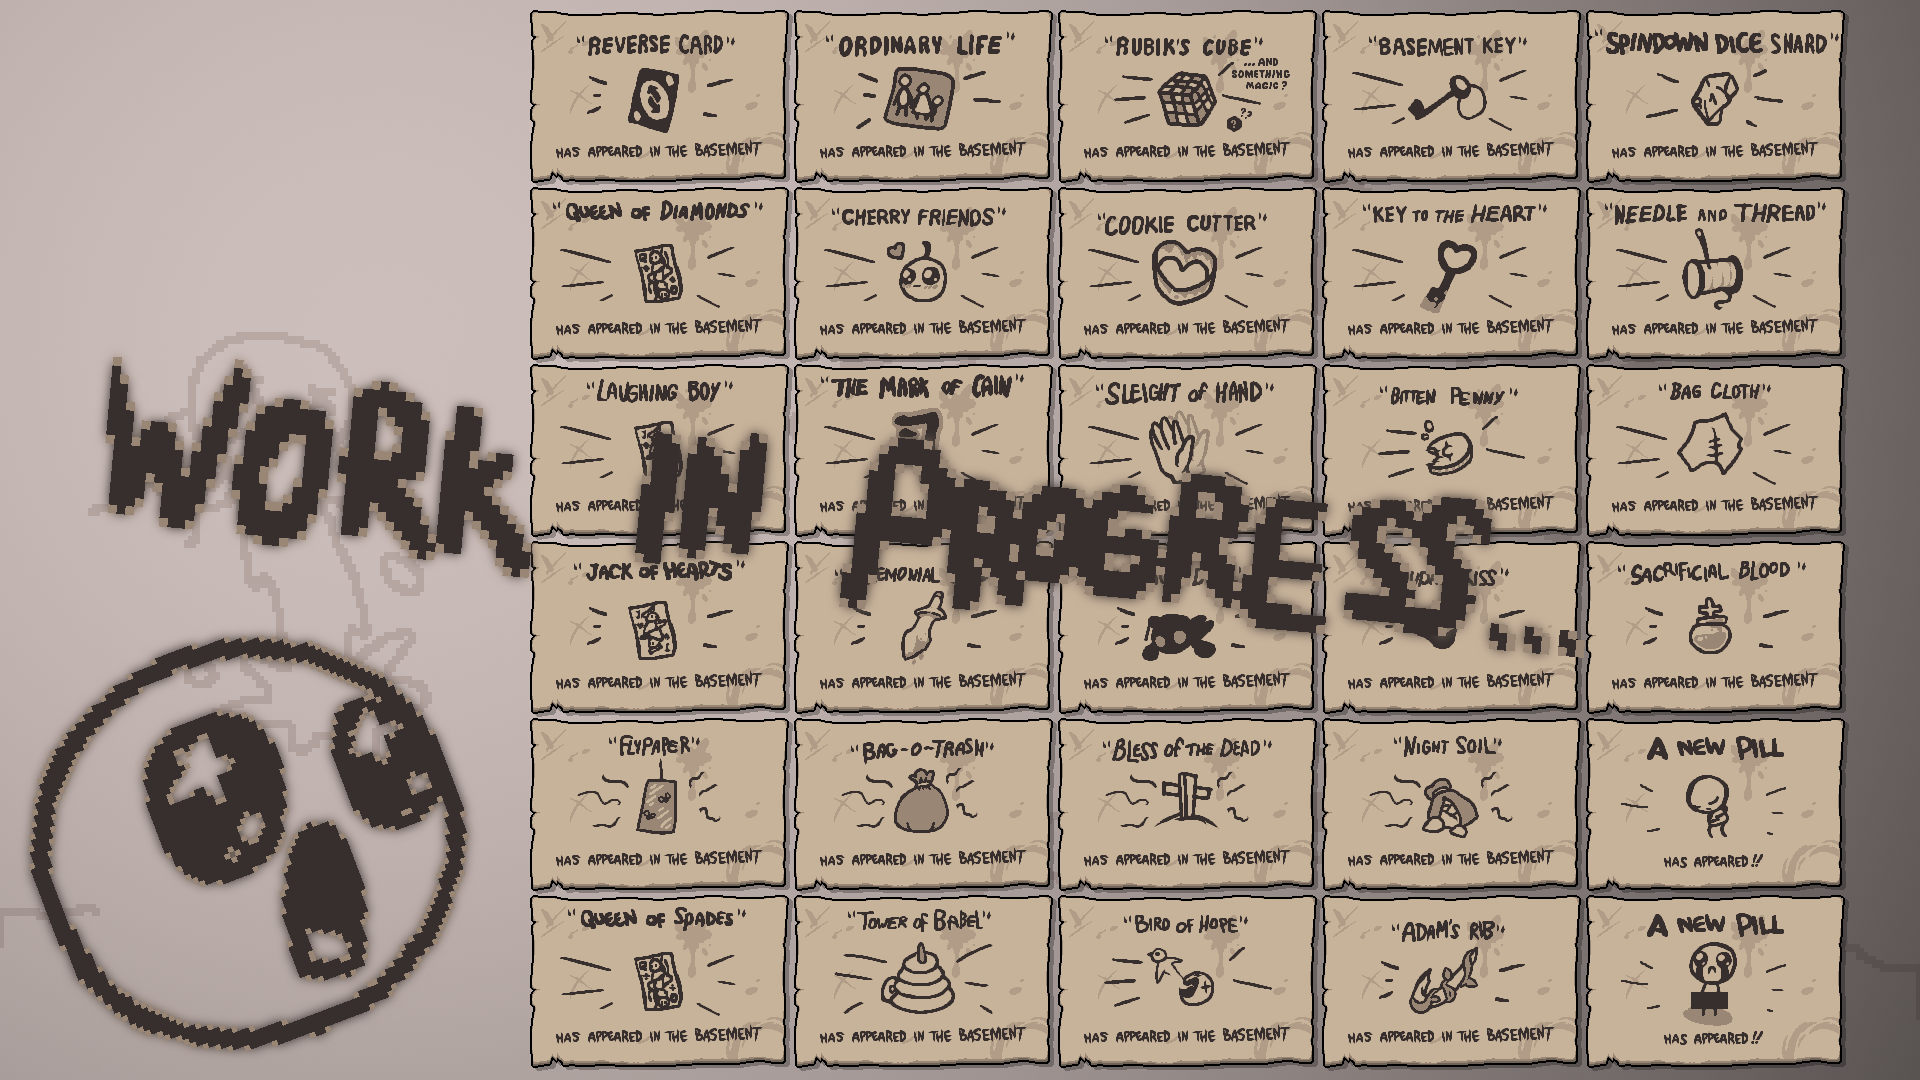 "REVERSE CARD"
HAS APPEARED IN THE BASEMENT
"ORDINARY LIFE"
HAS APPEARED IN THE BASEMENT
"RUBIK'S CUBE"
...AND
SOMETHING
MAGIC?
??
?
HAS APPEARED IN THE BASEMENT
"BASEMENT KEY"
HAS APPEARED IN THE BASEMENT
"SPINDOWN DICE SHARD"
1
HAS APPEARED IN THE BASEMENT
"QUEEN OF DIAMONDS"
HAS APPEARED IN THE BASEMENT
"CHERRY FRIENDS"
HAS APPEARED IN THE BASEMENT
"COOKIE CUTTER"
HAS APPEARED IN THE BASEMENT
"KEY TO THE HEART"
HAS APPEARED IN THE BASEMENT
"NEEDLE AND THREAD"
HAS APPEARED IN THE BASEMENT
"LAUGHING BOY"
HAS APPEARED
"THE MARK OF CAIN"
HAS
"SLEIGHT OF HAND"
HAS
"BITTEN PENNY"
BASEMENT
"BAG CLOTH"
HAS APPEARED IN THE BASEMENT
WORK IN PROGRESS...
"JACK OF HEARTS"
HAS APPEARED IN THE BASEMENT
HAS APPEARED IN THE BASEMENT
HAS APPEARED IN THE BASEMENT
HAS APPEARED IN THE BASEMENT
"SACRIFICIAL BLOOD"
HAS APPEARED IN THE BASEMENT
"FLYPAPER"
HAS APPEARED IN THE BASEMENT
"BAG-O-TRASH"
HAS APPEARED IN THE BASEMENT
"BLESS OF THE DEAD"
HAS APPEARED IN THE BASEMENT
"NIGHT SOIL"
HAS APPEARED IN THE BASEMENT
A NEW PILL
HAS APPEARED!!
"QUEEN OF SPADES"
HAS APPEARED IN THE BASEMENT
"TOWER OF BABEL"
HAS APPEARED IN THE BASEMENT
"BIRD OF HOPE"
HAS APPEARED IN THE BASEMENT
"ADAM'S RIB"
HAS APPEARED IN THE BASEMENT
A NEW PILL
HAS APPEARED!!